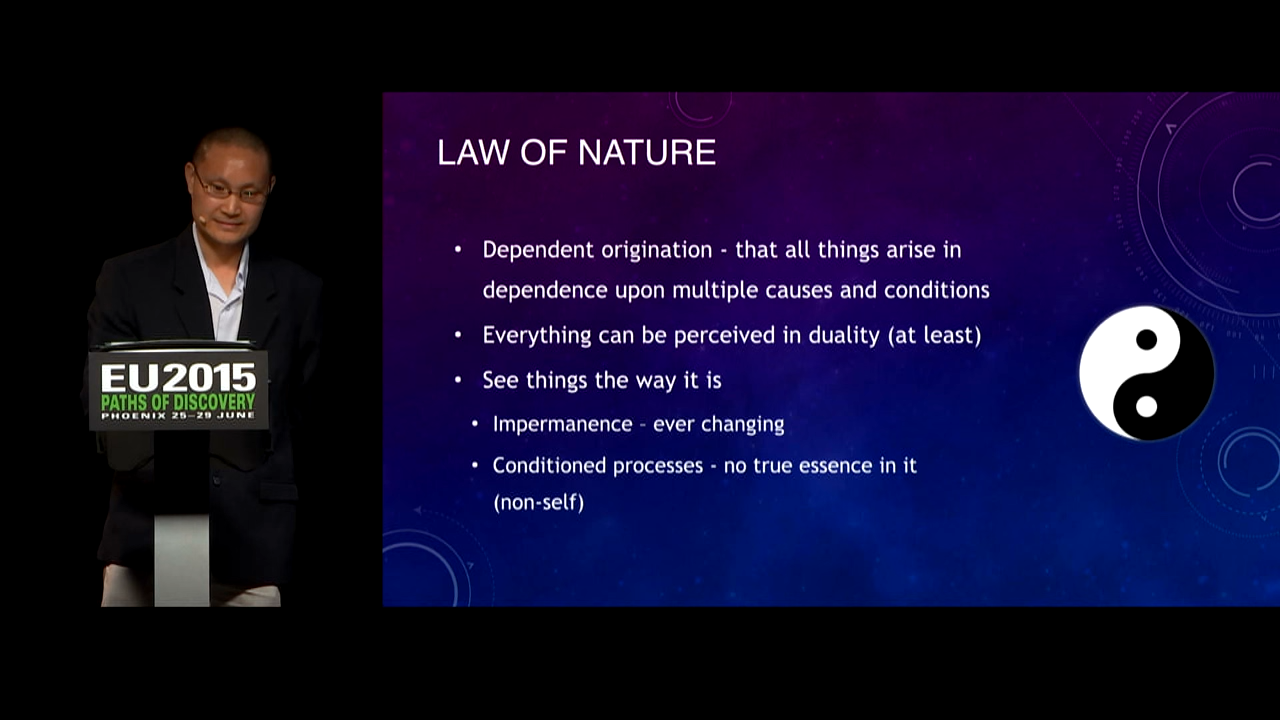 LAW OF NATURE
• Dependent origination - that all things arise in
dependence upon multiple causes and conditions
• Everything can be perceived in duality (at least)
• See things the way it is
• Impermanence – ever changing
• Conditioned processes - no true essence in it
(non-self)
EU2015
PATHS OF DISCOVERY
PHOENIX 25–29 JUNE